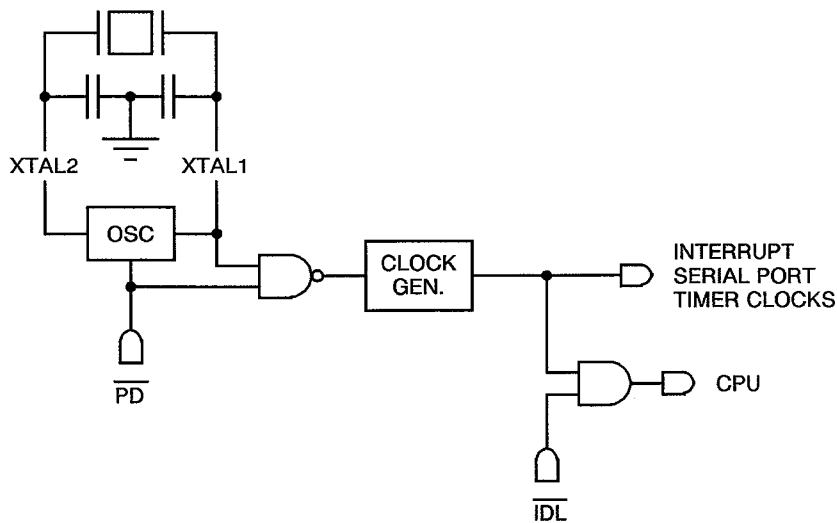 XTAL2
XTAL1
OSC
CLOCK
GEN.
INTERRUPT
SERIAL PORT
TIMER CLOCKS
PD
CPU
IDL